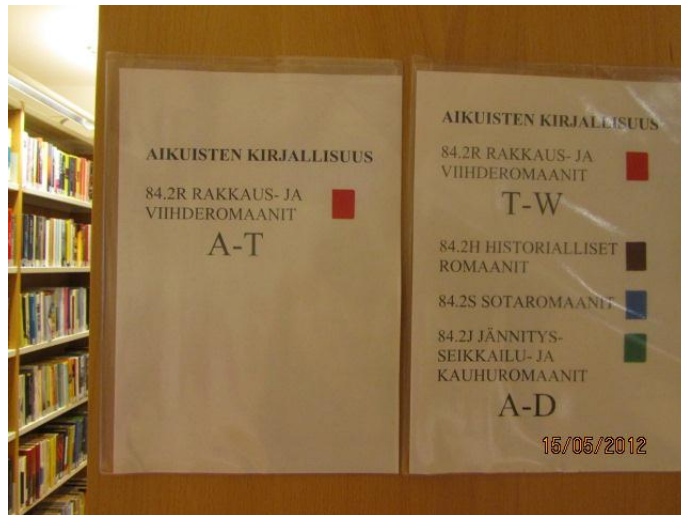 AIKUISTEN KIRJALLISUUS
84.2R RAKKAUS- JA
VIIHDEROMAANIT
A-T
AIKUISTEN KIRJALLISUUS
84.2R RAKKAUS- JA
VIIHDEROMAANIT
T-W
84.2H HISTORIALLISET
ROMAANIT
84.2S SOTAROMAANIT
84.2J JÄNNITYS-
SEIKKAILU- JA
KAUHUROMAANIT
A-D
15/05/2012